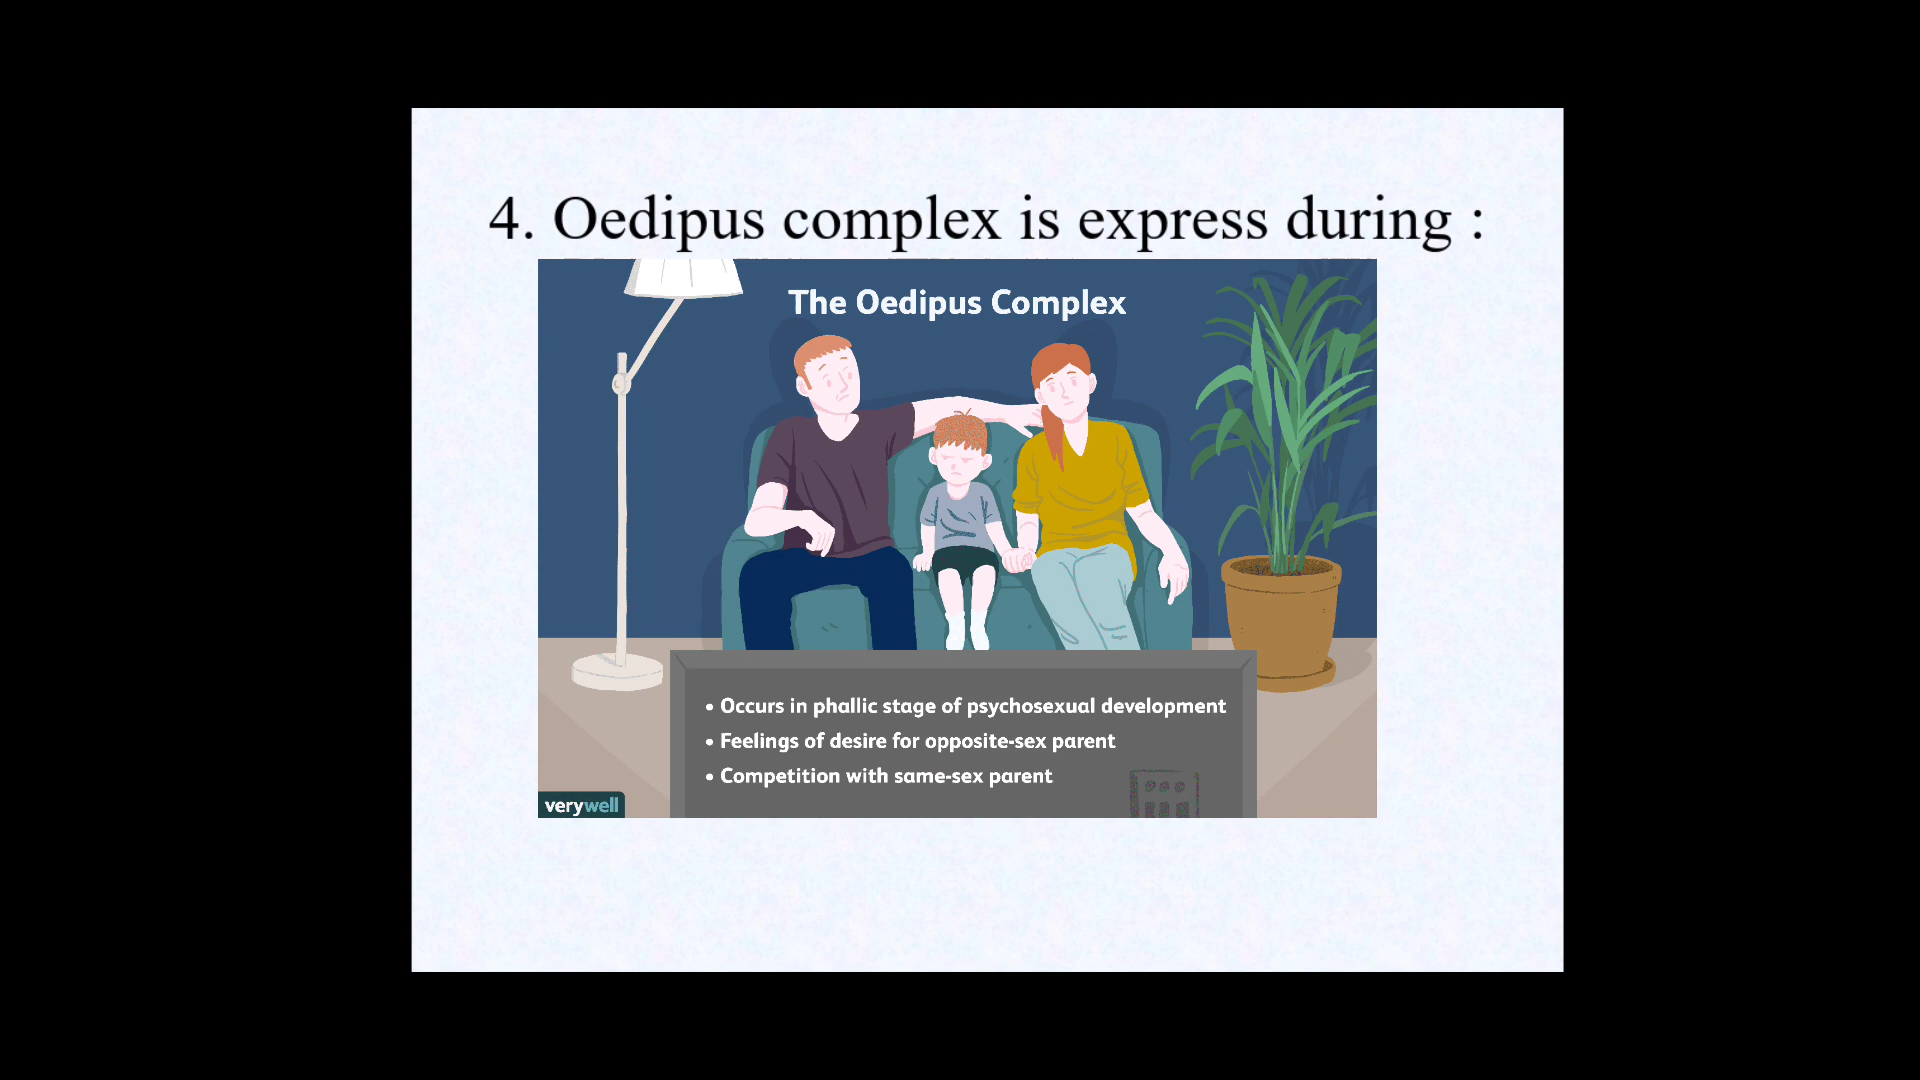 4. Oedipus complex is express during :
The Oedipus Complex
• Occurs in phallic stage of psychosexual development
• Feelings of desire for opposite-sex parent
• Competition with same-sex parent
verywell